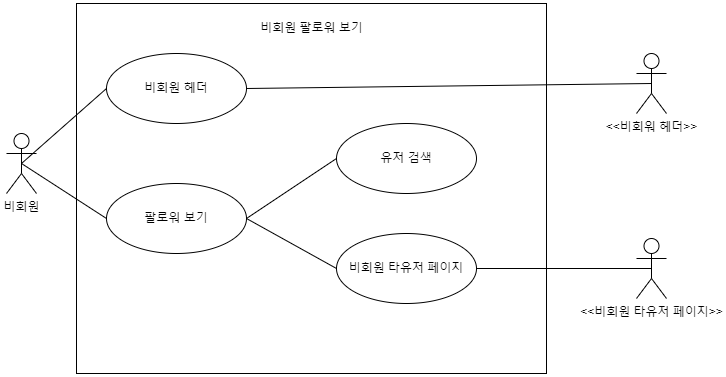 비회원 팔로워 보기
비회원 헤더
<<비회워 헤더>>
유저 검색
비회원
팔로워 보기
비회원 타유저 페이지
<<비회원 타유저 페이지>>